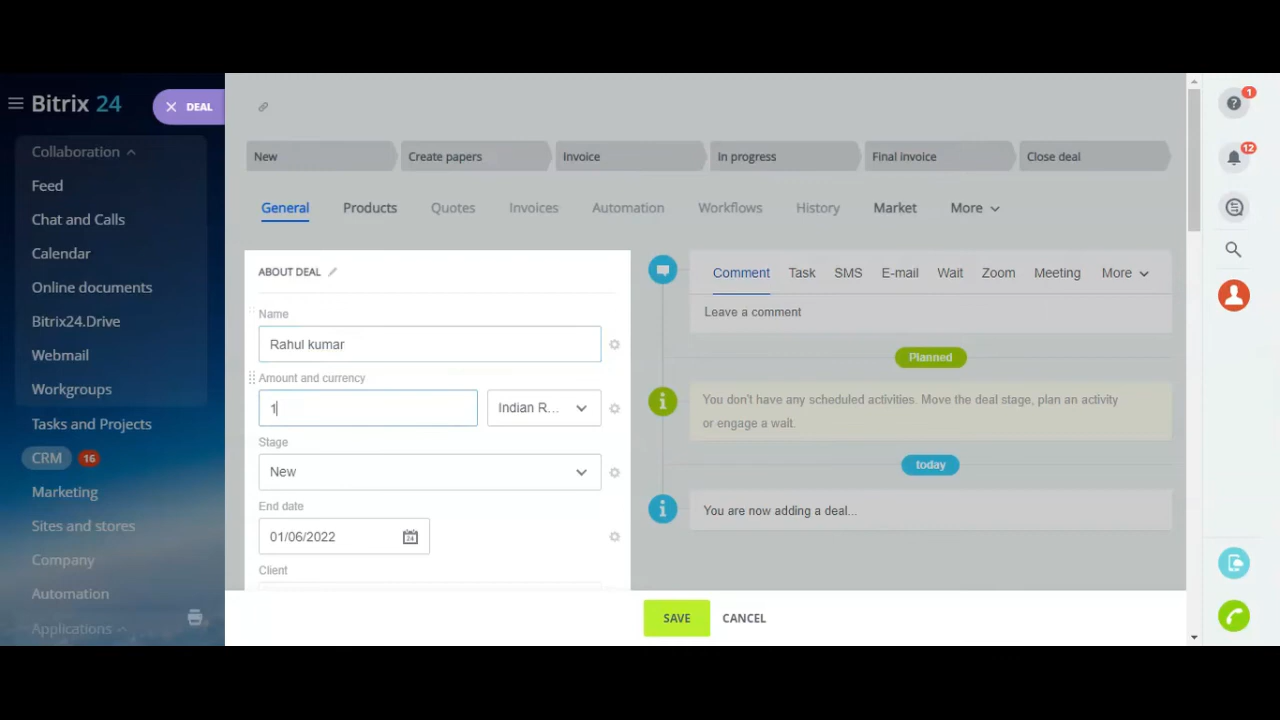 Bitrix 24
DEAL
Collaboration
Feed
Chat and Calls
Calendar
Online documents
Bitrix24.Drive
Webmail
Workgroups
Tasks and Projects
CRM 16
Marketing
Sites and stores
Company
Automation
Applications
New Create papers Invoice In progress Final invoice Close deal
General Products Quotes Invoices Automation Workflows History Market More
ABOUT DEAL
Name
Rahul kumar
Amount and currency
1 Indian R...
Stage
New
End date
01/06/2022 24
Client
Comment Task SMS E-mail Wait Zoom Meeting More
Leave a comment
Planned
You don't have any scheduled activities. Move the deal stage, plan an activity
or engage a wait.
today
You are now adding a deal...
SAVE CANCEL
1
12